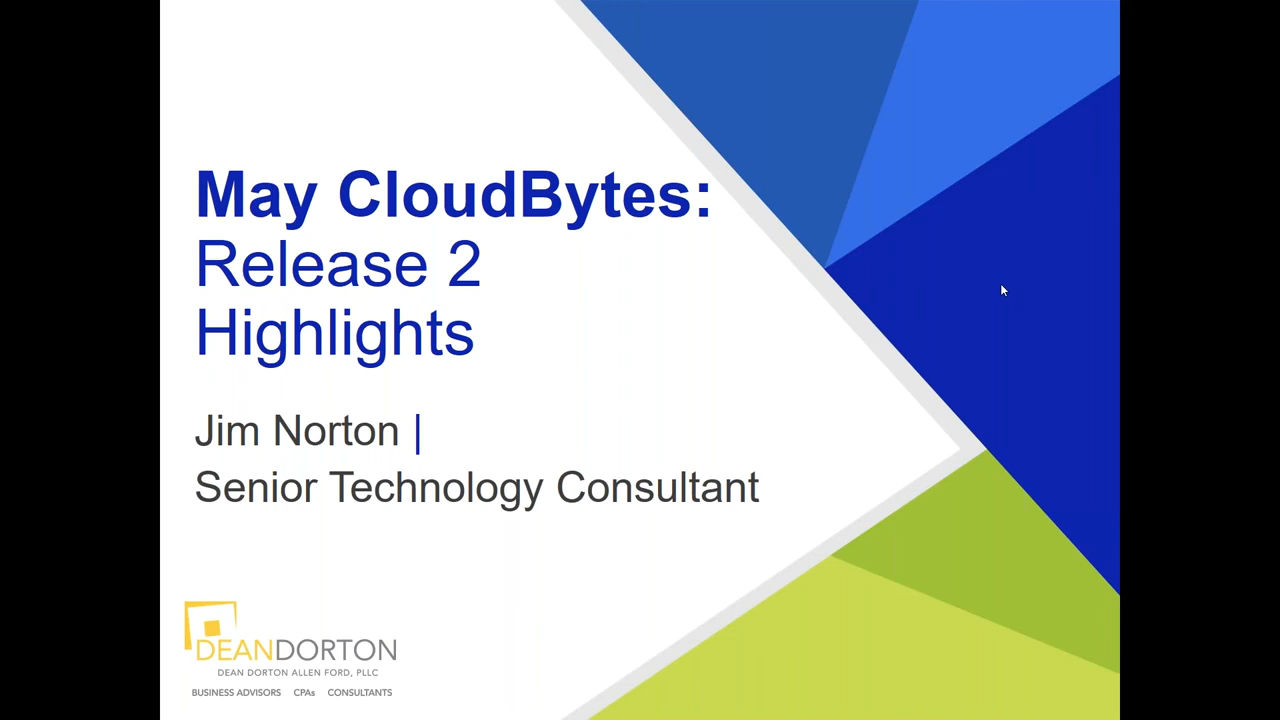 May CloudBytes:
Release 2
Highlights
Jim Norton |
Senior Technology Consultant
DEANDORTON
DEAN DORTON ALLEN FORD, PLLC
BUSINESS ADVISORS CPAs CONSULTANTS